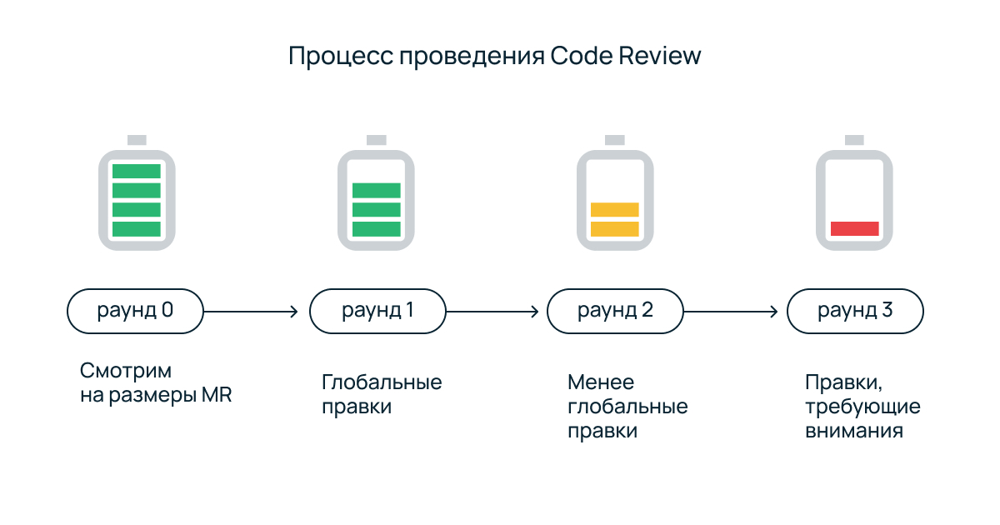 Процесс проведения Code Review
раунд 0
раунд 1
раунд 2
раунд 3
Смотрим
на размеры MR
Глобальные
правки
Менее
глобальные
правки
Правки,
требующие
внимания